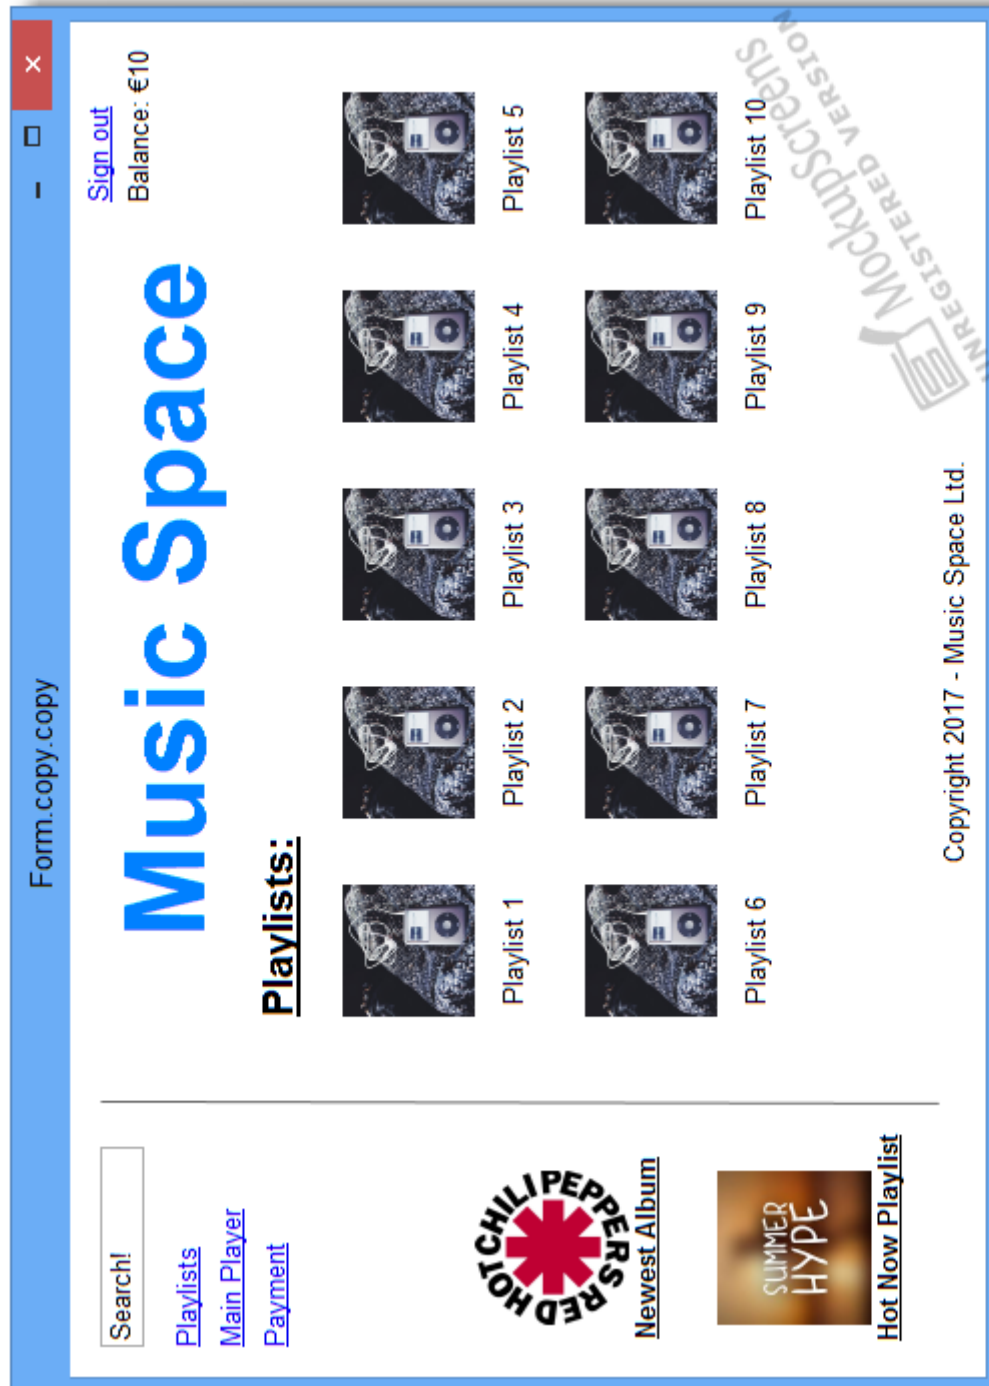 Form.copy.copy
Sign out
Balance: €10
Music Space
Search!
Playlists
Main Player
Payment
Playlists:
Playlist 1
Playlist 2
Playlist 3
Playlist 4
Playlist 5
RED HOT CHILI PEPPERS
Newest Album
Playlist 6
Playlist 7
Playlist 8
Playlist 9
Playlist 10
SUMMER
HYPE
Hot Now Playlist
Copyright 2017 - Music Space Ltd.
MockupScreens
UNREGISTERED VERSION